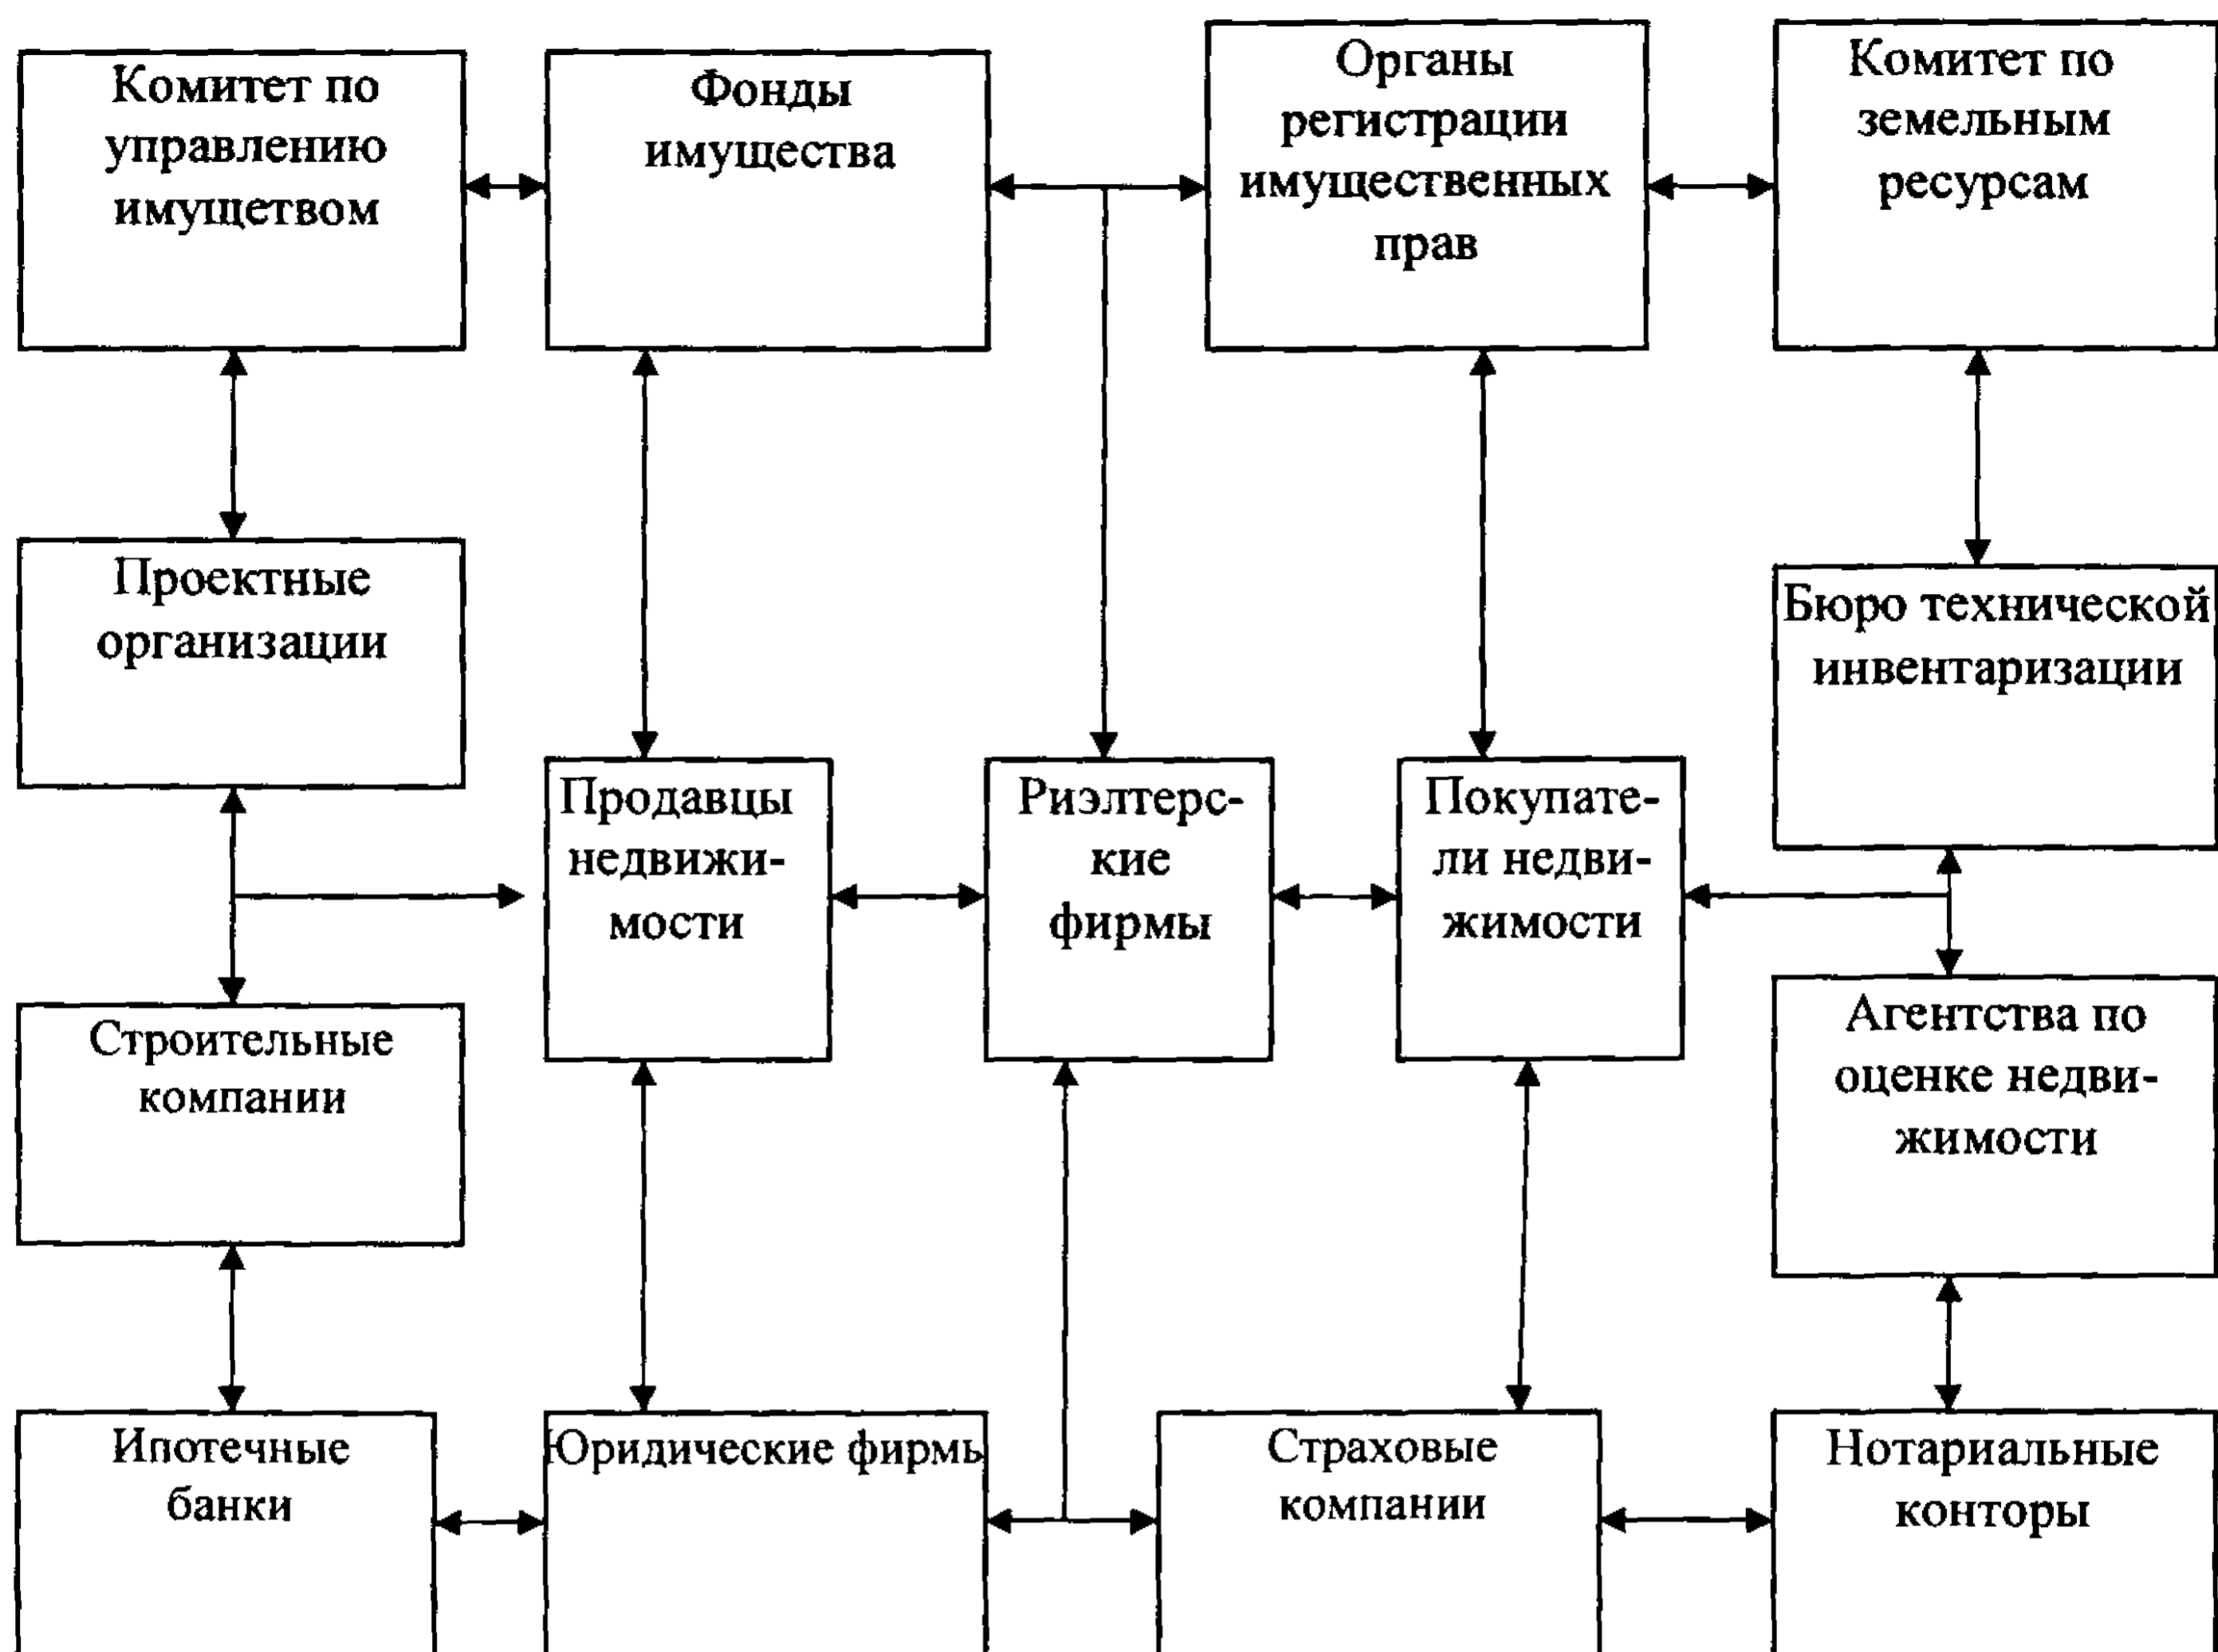 Комитет по
управлению
имущетвом
Фонды
имущества
Органы
регистрации
имущественных
прав
Комитет по
земельным
ресурсам
Проектные
организации
Бюро технической
инвентаризации
Продавцы
недвижи-
мости
Риэлтерс-
кие
фирмы
Покупате-
ли недви-
жимости
Строительные
компании
Агентства по
оценке недви-
жимости
Ипотечные
банки
Юридические фирмы
Страховые
компании
Нотариальные
конторы